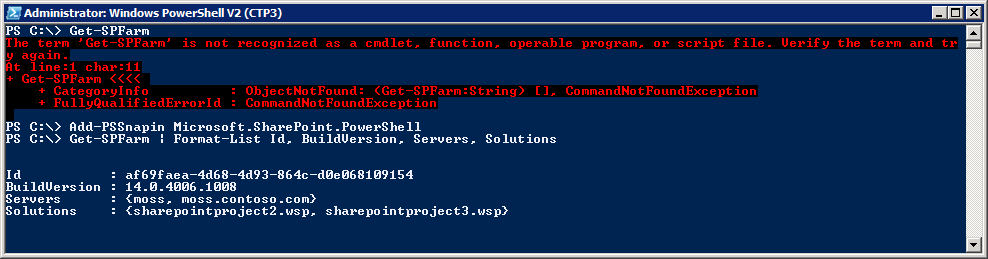 Administrator: Windows PowerShell V2 (CTP3)
PS C:\> Get-SPFarm
The term 'Get-SPFarm' is not recognized as a cmdlet, function, operable program, or script file. Verify the term and tr
y again.
At line:1 char:11
+ Get-SPFarm <<<<
    + CategoryInfo          : ObjectNotFound: (Get-SPFarm:String) [], CommandNotFoundException
    + FullyQualifiedErrorId : CommandNotFoundException
PS C:\> Add-PSSnapin Microsoft.SharePoint.PowerShell
PS C:\> Get-SPFarm | Format-List Id, BuildVersion, Servers, Solutions
Id           : af69faea-4d68-4d93-864c-d0e068109154
BuildVersion : 14.0.4006.1008
Servers      : {moss, moss.contoso.com}
Solutions    : {sharepointproject2.wsp, sharepointproject3.wsp}